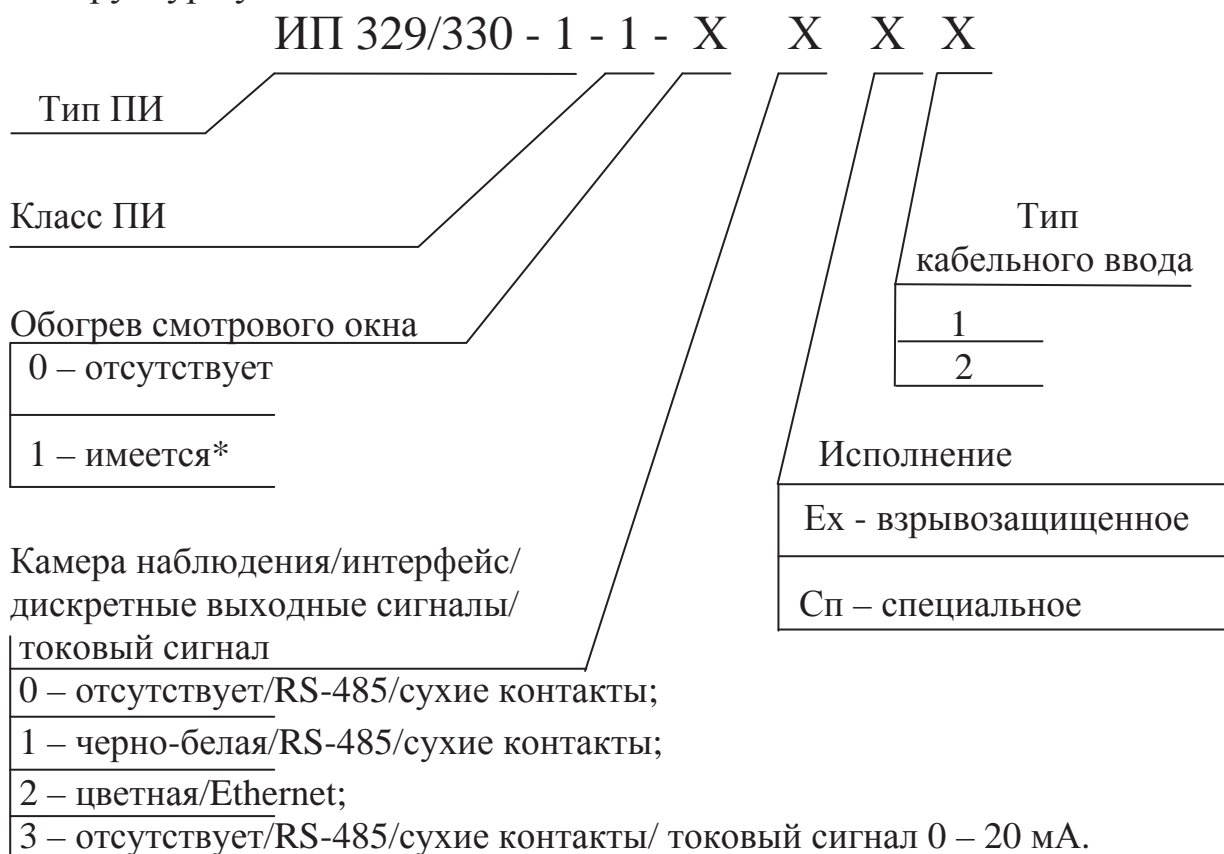 ИП 329/330 - 1 - 1 - X X X X
Тип ПИ
Класс ПИ
Тип
кабельного ввода
1
2
Обогрев смотрового окна
0 – отсутствует
1 – имеется*
Исполнение
Ex - взрывозащищенное
Сп – специальное
Камера наблюдения/интерфейс/
дискретные выходные сигналы/
токовый сигнал
0 – отсутствует/RS-485/сухие контакты;
1 – черно-белая/RS-485/сухие контакты;
2 – цветная/Ethernet;
3 – отсутствует/RS-485/сухие контакты/ токовый сигнал 0 – 20 мА.